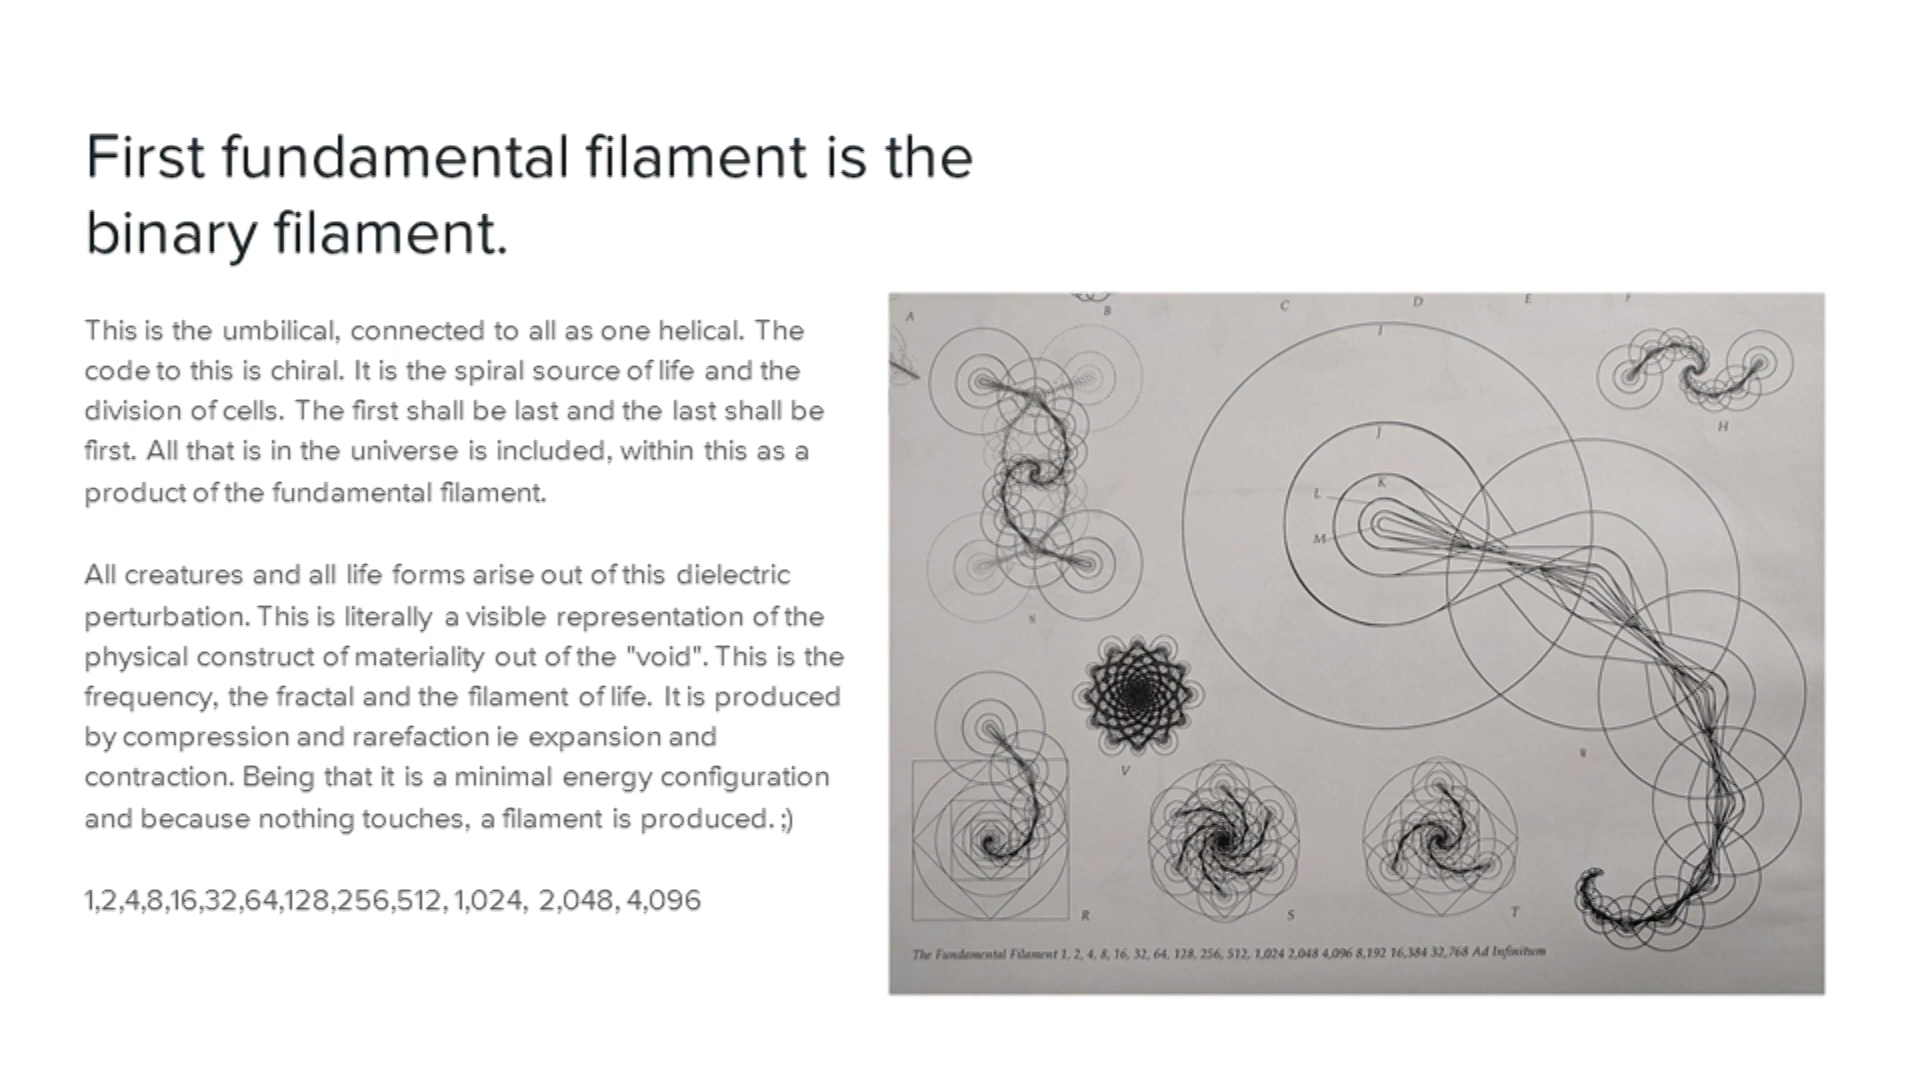 First fundamental filament is the
binary filament.
This is the umbilical, connected to all as one helical. The
code to this is chiral. It is the spiral source of life and the
division of cells. The first shall be last and the last shall be
first. All that is in the universe is included, within this as a
product of the fundamental filament.
All creatures and all life forms arise out of this dielectric
perturbation. This is literally a visible representation of the
physical construct of materiality out of the "void". This is the
frequency, the fractal and the filament of life. It is produced
by compression and rarefaction ie expansion and
contraction. Being that it is a minimal energy configuration
and because nothing touches, a filament is produced. ;)
1,2,4,8,16,32,64,128,256,512, 1,024, 2,048, 4,096
A
B
C
D
E
F
I
J
K
L
M
H
N
V
R
S
T
The Fundamental Filament 1, 2, 4, 8, 16, 32, 64, 128, 256, 512, 1,024 2,048 4,096 8,192 16,384 32,768 Ad Infinitum